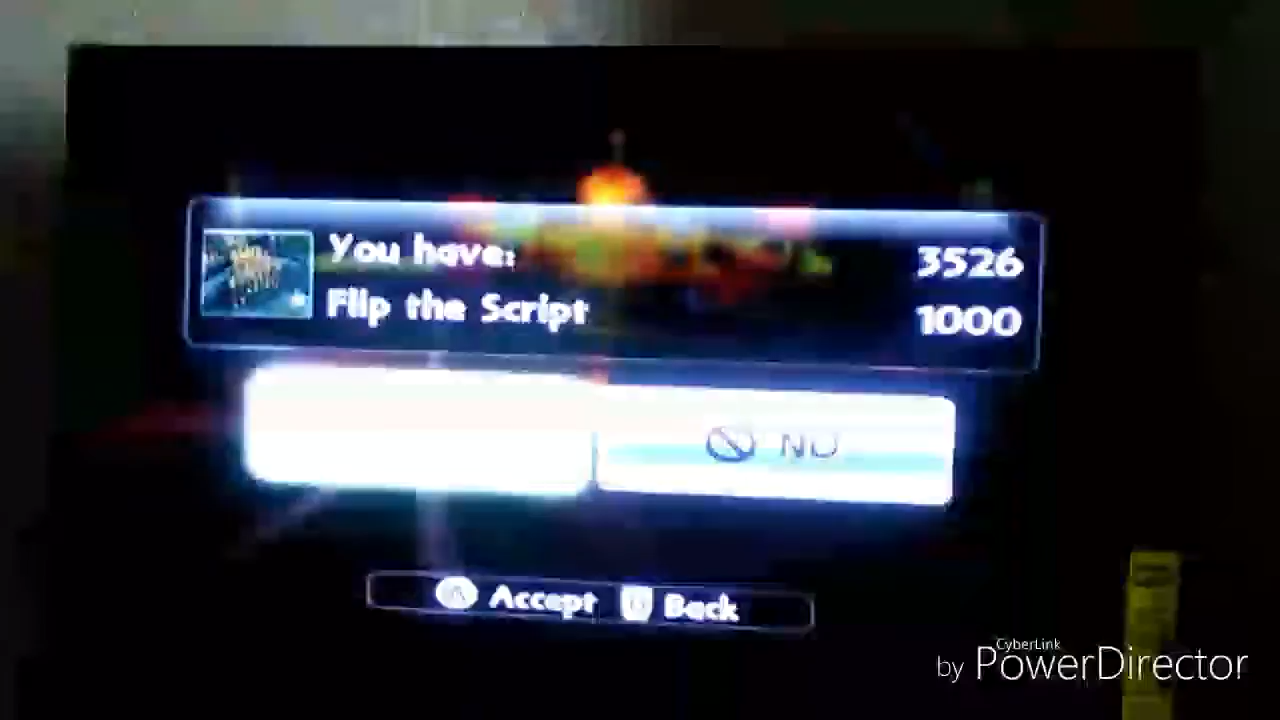 You have: 3526
Flip the Script 1000
NO
Accept Back
CyberLink
by PowerDirector